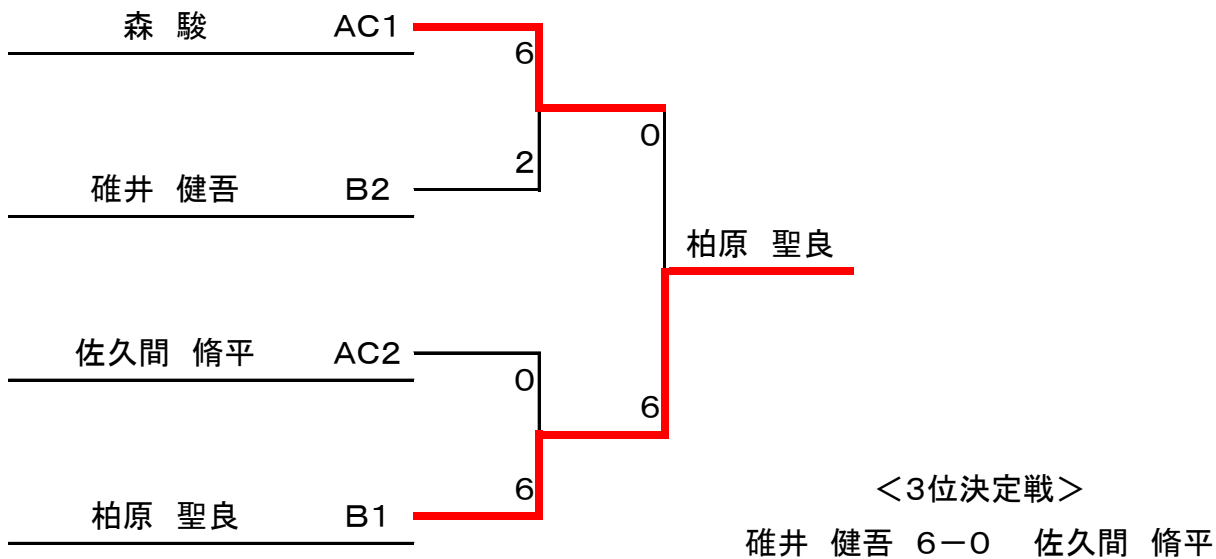 森 駿 AC1
6
0
2
碓井 健吾 B2
柏原 聖良
佐久間 脩平 AC2
0
6
6
柏原 聖良 B1
＜3位決定戦＞
碓井 健吾 6－0 佐久間 脩平